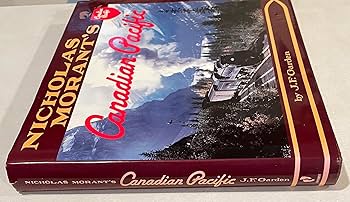 NICHOLAS
MORANT'S
Canadian Pacific
by J.F. Garden
NICHOLAS MORANT'S Canadian Pacific J.F. Garden